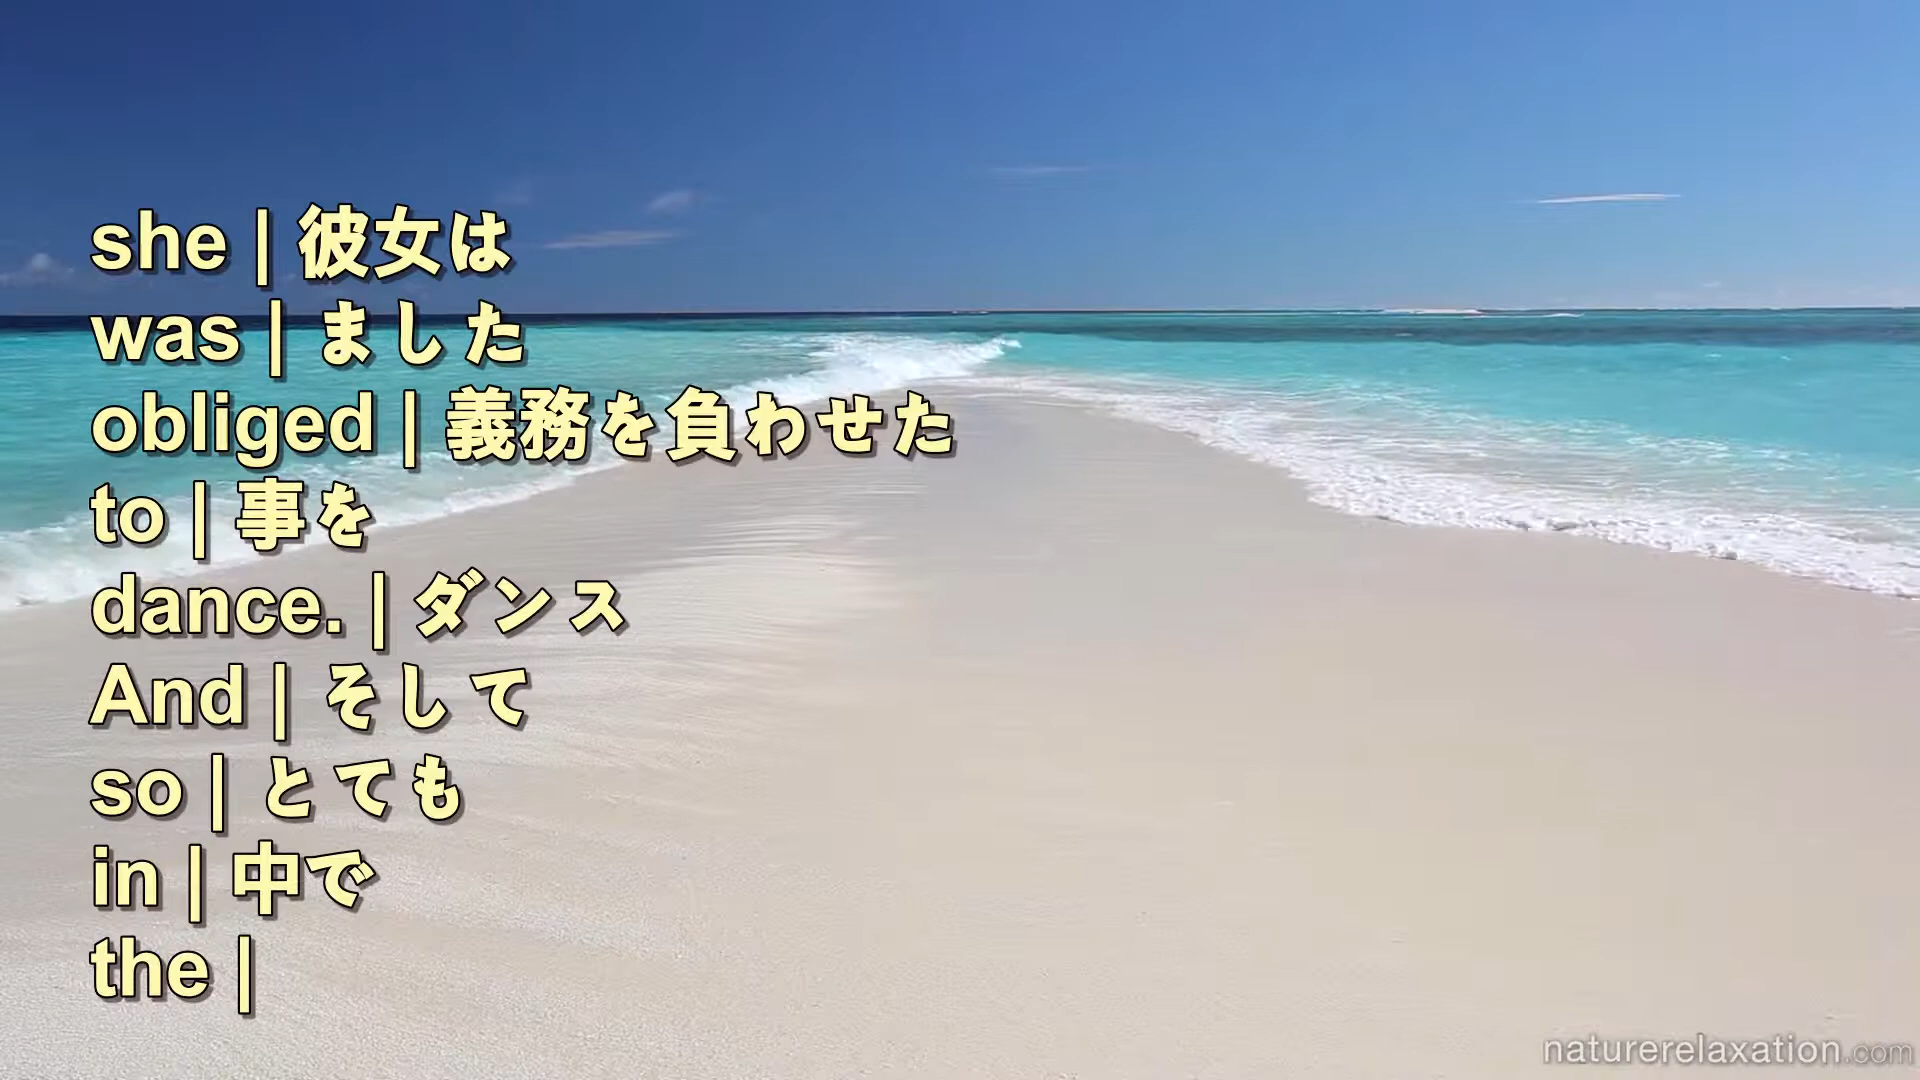 she | 彼女は
was | ました
obliged | 義務を負わせた
to | 事を
dance. | ダンス
And | そして
so | とても
in | 中で
the |
naturerelaxation.com